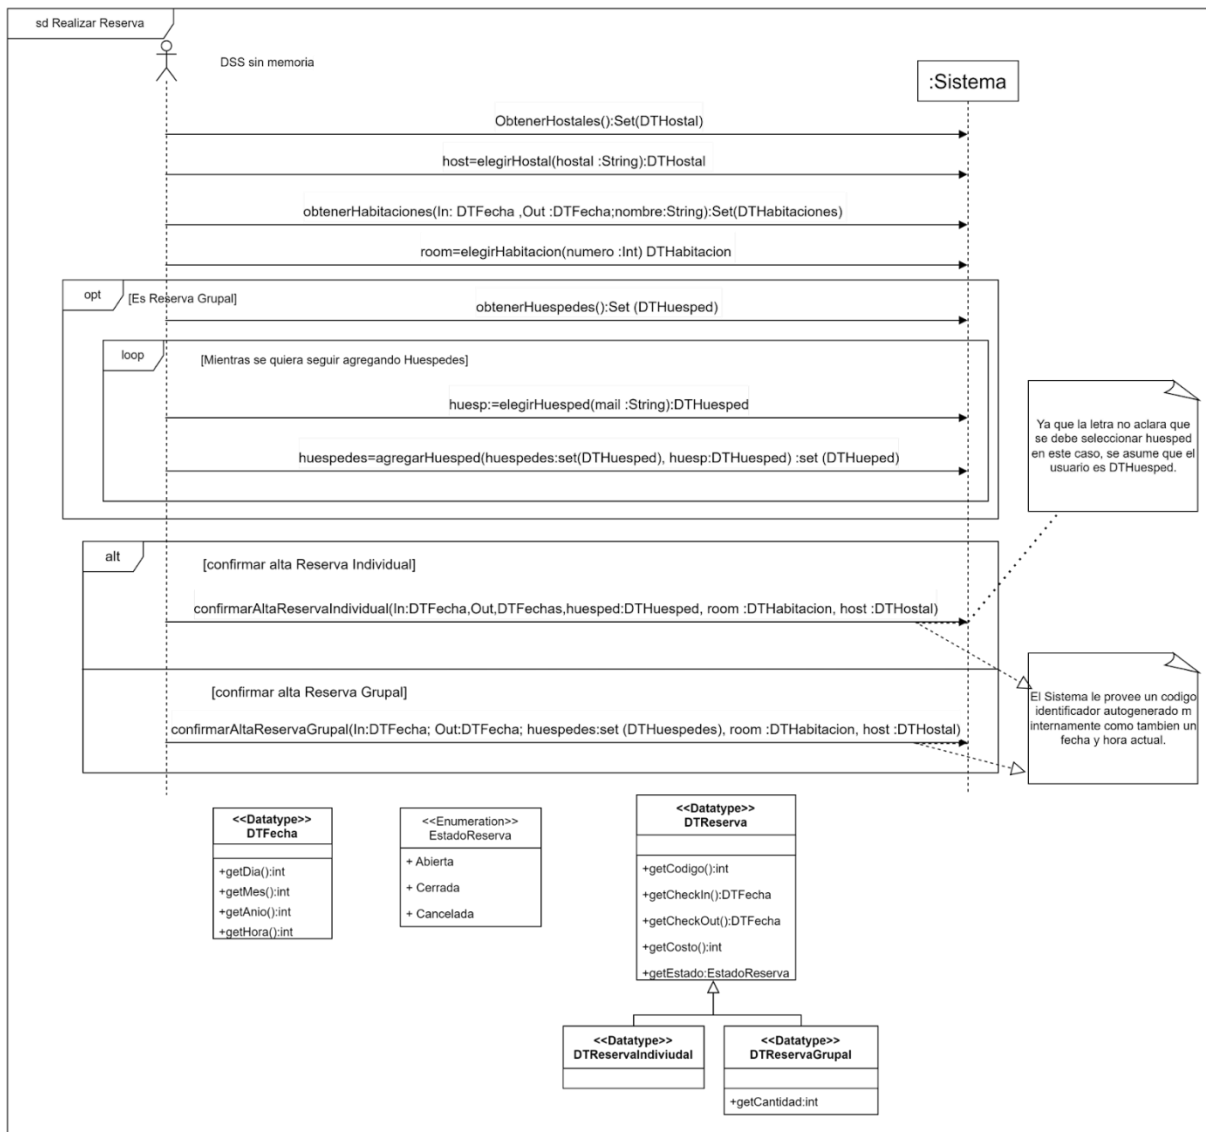 sd Realizar Reserva
DSS sin memoria
:Sistema
ObtenerHostales():Set(DTHostal)
host=elegirHostal(hostal :String):DTHostal
obtenerHabitaciones(In: DTFecha ,Out :DTFecha;nombre:String):Set(DTHabitaciones)
room=elegirHabitacion(numero :Int) DTHabitacion
opt
[Es Reserva Grupal]
obtenerHuespedes():Set (DTHuesped)
loop
[Mientras se quiera seguir agregando Huespedes]
huesp:=elegirHuesped(mail :String):DTHuesped
huespedes=agregarHuesped(huespedes:set(DTHuesped), huesp:DTHuesped) :set (DTHueped)
Ya que la letra no aclara que
se debe seleccionar huesped
en este caso, se asume que el
usuario es DTHuesped.
alt
[confirmar alta Reserva Individual]
confirmarAltaReservaIndividual(In:DTFecha,Out,DTFechas,huesped:DTHuesped, room :DTHabitacion, host :DTHostal)
[confirmar alta Reserva Grupal]
confirmarAltaReservaGrupal(In:DTFecha; Out:DTFecha; huespedes:set (DTHuespedes), room :DTHabitacion, host :DTHostal)
El Sistema le provee un codigo
identificador autogenerado m
internamente como tambien un
fecha y hora actual.
<<Datatype>>
DTFecha
+getDia():int
+getMes():int
+getAnio():int
+getHora():int
<<Enumeration>>
EstadoReserva
+ Abierta
+ Cerrada
+ Cancelada
<<Datatype>>
DTReserva
+getCodigo():int
+getCheckIn():DTFecha
+getCheckOut():DTFecha
+getCosto():int
+getEstado:EstadoReserva
<<Datatype>>
DTReservaIndiviudal
<<Datatype>>
DTReservaGrupal
+getCantidad:int